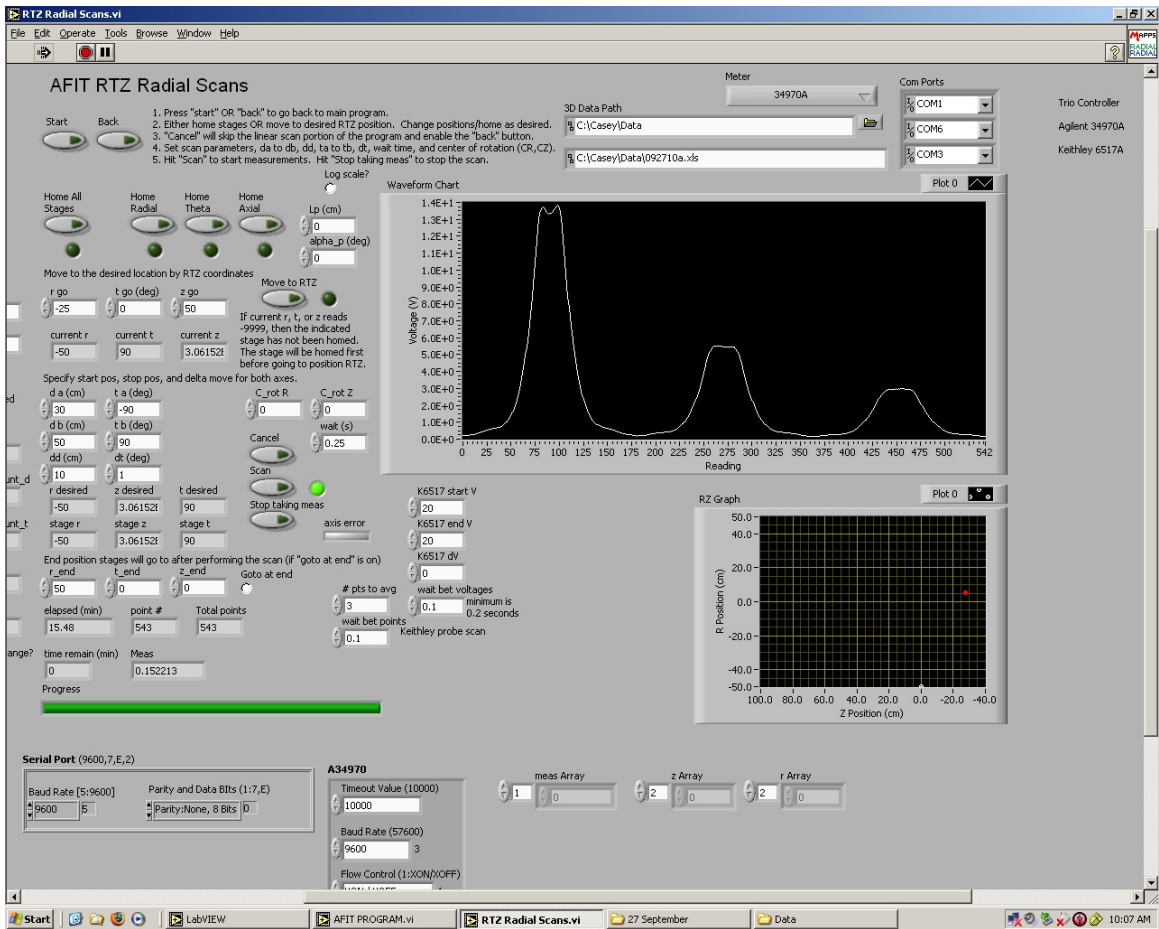 RTZ Radial Scans.vi
File Edit Operate Tools Browse Window Help
MAPPS
RADIAL
RADIAL
AFIT RTZ Radial Scans
Start
Back
1. Press "start" OR "back" to go back to main program.
2. Either home stages OR move to desired RTZ position. Change positions/home as desired.
3. "Cancel" will skip the linear scan portion of the program and enable the "back" button.
4. Set scan parameters, da to db, dd, ta to tb, dt, wait time, and center of rotation (CR,CZ).
5. Hit "Scan" to start measurements. Hit "Stop taking meas" to stop the scan.
Meter
34970A
3D Data Path
C:\Casey\Data
C:\Casey\Data\092710a.xls
Com Ports
COM1
COM6
COM3
Trio Controller
Agilent 34970A
Keithley 6517A
Log scale?
Home All
Stages
Home
Radial
Home
Theta
Home
Axial
Lp (cm)
0
alpha_p (deg)
0
Move to the desired location by RTZ coordinates
r go
t go (deg)
z go
-25
0
50
Move to RTZ
current r
current t
current z
-50
90
3.06152
If current r, t, or z reads
-9999, then the indicated
stage has not been homed.
The stage will be homed first
before going to position RTZ.
Specify start pos, stop pos, and delta move for both axes.
d a (cm)
t a (deg)
30
-90
d b (cm)
t b (deg)
50
90
dd (cm)
dt (deg)
10
1
C_rot R
C_rot Z
0
0
wait (s)
0.25
Cancel
Scan
Stop taking meas
axis error
r desired
z desired
t desired
-50
3.06152
90
stage r
stage z
stage t
-50
3.06152
90
End position stages will go to after performing the scan (if "goto at end" is on)
r_end
t_end
z_end
Goto at end
50
0
0
elapsed (min)
point #
Total points
15.48
543
543
time remain (min)
Meas
0
0.152213
Progress
ed
unt_d
unt_t
ange?
Waveform Chart
Plot 0
Voltage (V)
1.4E+1
1.3E+1
1.2E+1
1.1E+1
1.0E+1
9.0E+0
8.0E+0
7.0E+0
6.0E+0
5.0E+0
4.0E+0
3.0E+0
2.0E+0
1.0E+0
0.0E+0
0 25 50 75 100 125 150 175 200 225 250 275 300 325 350 375 400 425 450 475 500 542
Reading
K6517 start V
20
K6517 end V
20
K6517 dV
0
# pts to avg
3
wait bet voltages
0.1
minimum is
0.2 seconds
wait bet points
0.1
Keithley probe scan
RZ Graph
Plot 0
R Position (cm)
50.0
40.0
20.0
0.0
-20.0
-40.0
-50.0
100.0 80.0 60.0 40.0 20.0 0.0 -20.0 -40.0
Z Position (cm)
Serial Port (9600,7,E,2)
Baud Rate [5:9600]
9600 5
Parity and Data BIts (1:7,E)
Parity:None, 8 Bits 0
A34970
Timeout Value (10000)
10000
Baud Rate (57600)
9600 3
Flow Control (1:XON/XOFF)
meas Array
1 0
z Array
2 0
r Array
2 0
Start
LabVIEW
AFIT PROGRAM.vi
RTZ Radial Scans.vi
27 September
Data
10:07 AM